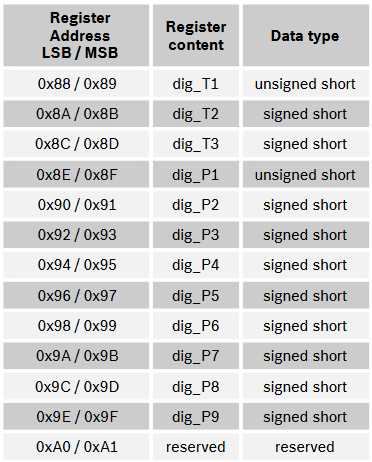 Register Address LSB / MSB Register content Data type
0x88 / 0x89 dig_T1 unsigned short
0x8A / 0x8B dig_T2 signed short
0x8C / 0x8D dig_T3 signed short
0x8E / 0x8F dig_P1 unsigned short
0x90 / 0x91 dig_P2 signed short
0x92 / 0x93 dig_P3 signed short
0x94 / 0x95 dig_P4 signed short
0x96 / 0x97 dig_P5 signed short
0x98 / 0x99 dig_P6 signed short
0x9A / 0x9B dig_P7 signed short
0x9C / 0x9D dig_P8 signed short
0x9E / 0x9F dig_P9 signed short
0xA0 / 0xA1 reserved reserved